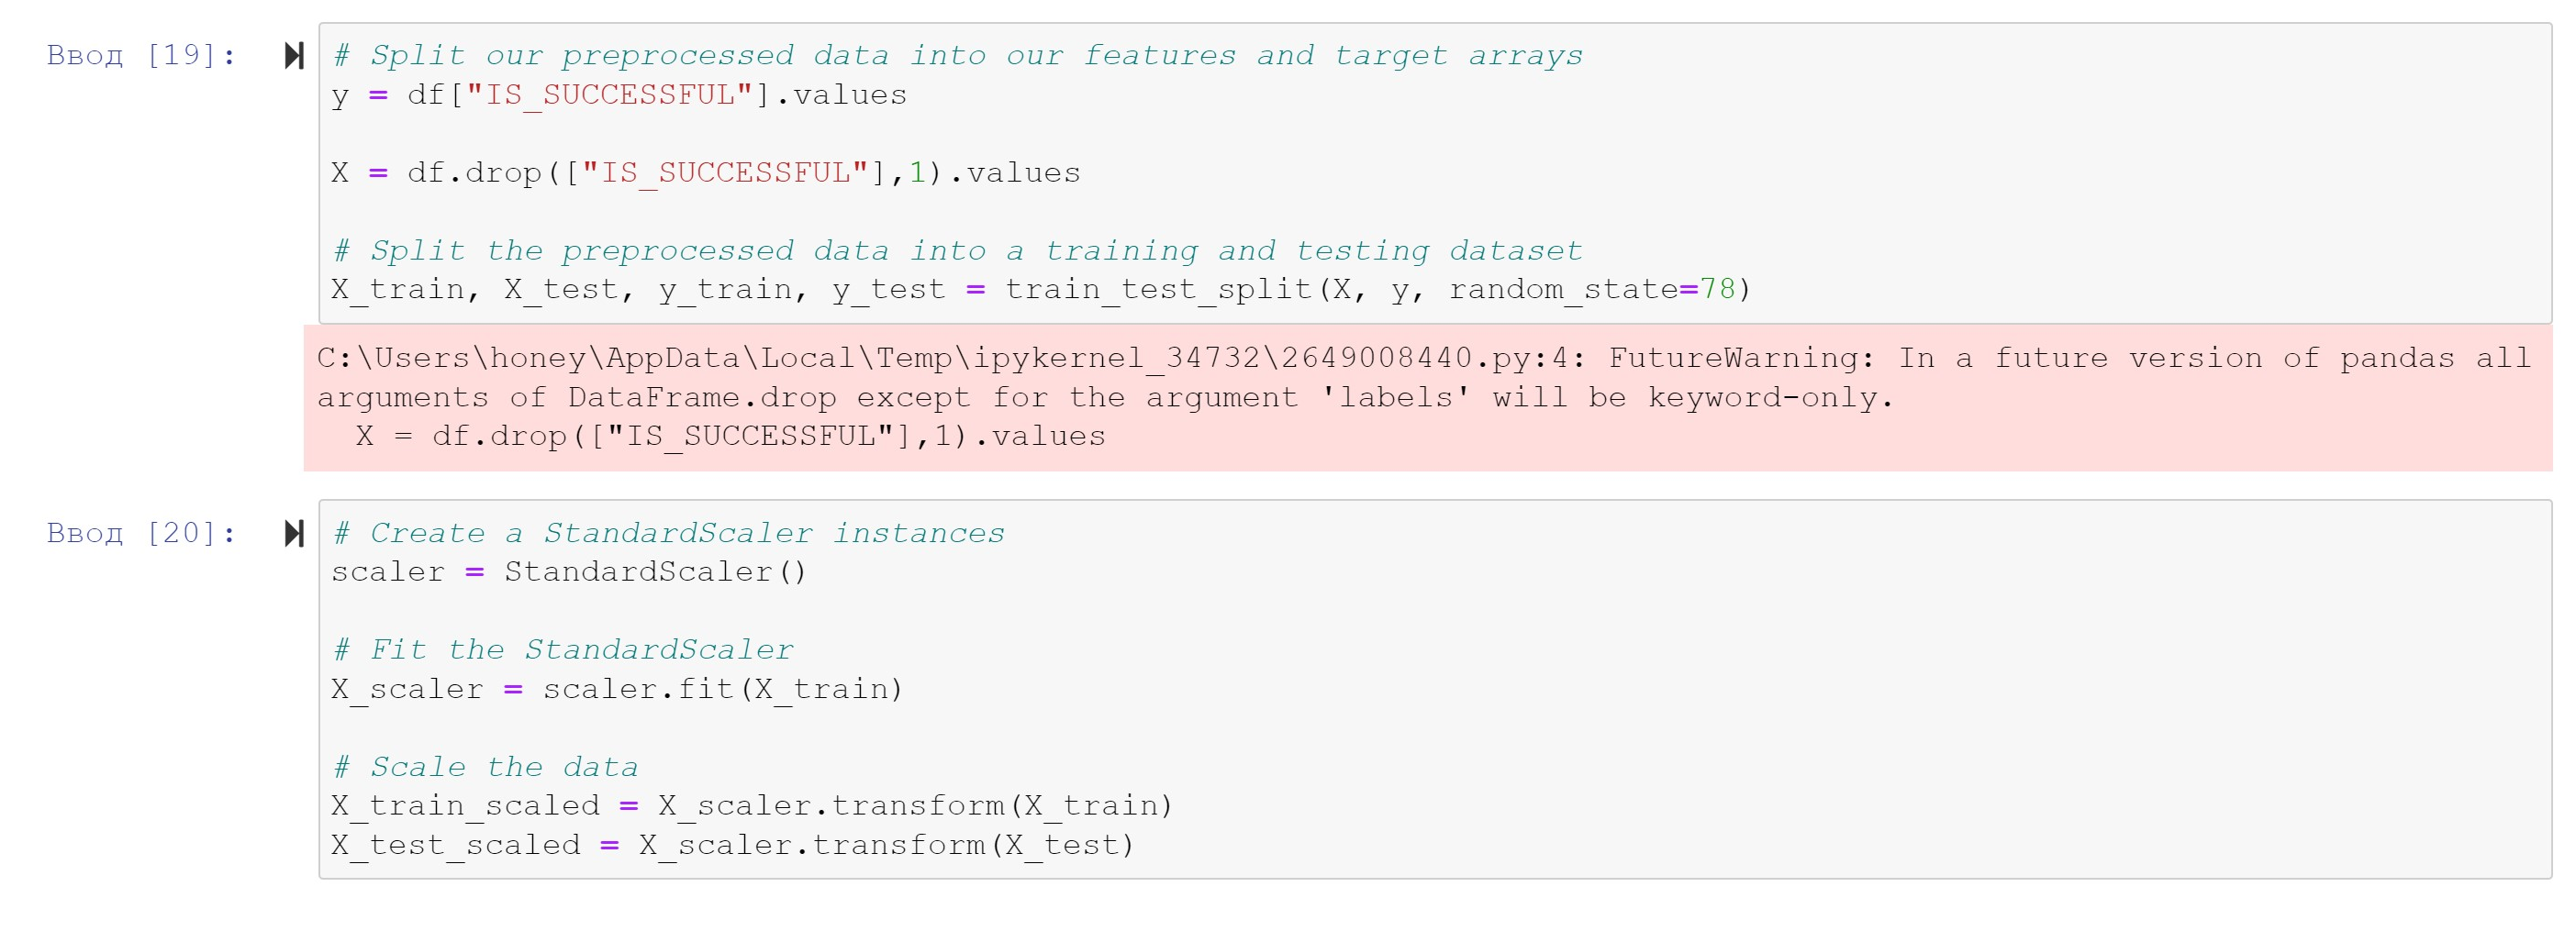 Ввод [19]:
# Split our preprocessed data into our features and target arrays
y = df["IS_SUCCESSFUL"].values
X = df.drop(["IS_SUCCESSFUL"],1).values
# Split the preprocessed data into a training and testing dataset
X_train, X_test, y_train, y_test = train_test_split(X, y, random_state=78)
C:\Users\honey\AppData\Local\Temp\ipykernel_34732\2649008440.py:4: FutureWarning: In a future version of pandas all
arguments of DataFrame.drop except for the argument 'labels' will be keyword-only.
  X = df.drop(["IS_SUCCESSFUL"],1).values
Ввод [20]:
# Create a StandardScaler instances
scaler = StandardScaler()
# Fit the StandardScaler
X_scaler = scaler.fit(X_train)
# Scale the data
X_train_scaled = X_scaler.transform(X_train)
X_test_scaled = X_scaler.transform(X_test)